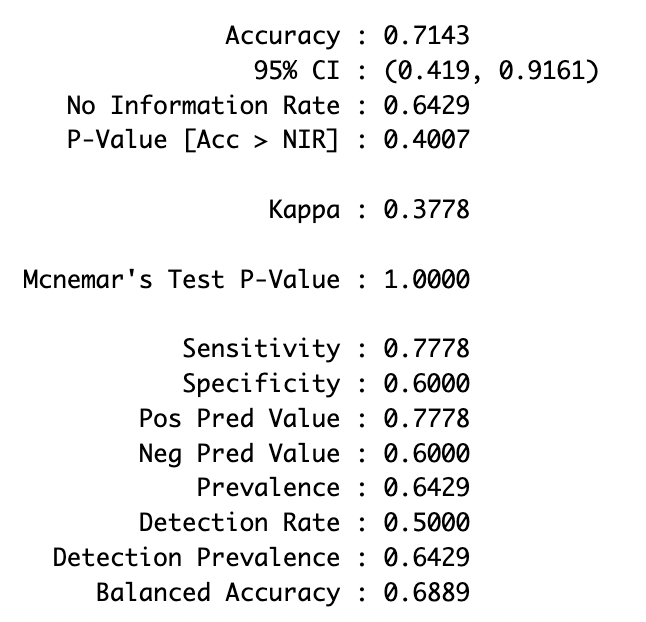 Accuracy : 0.7143
95% CI : (0.419, 0.9161)
No Information Rate : 0.6429
P-Value [Acc > NIR] : 0.4007
Kappa : 0.3778
Mcnemar's Test P-Value : 1.0000
Sensitivity : 0.7778
Specificity : 0.6000
Pos Pred Value : 0.7778
Neg Pred Value : 0.6000
Prevalence : 0.6429
Detection Rate : 0.5000
Detection Prevalence : 0.6429
Balanced Accuracy : 0.6889